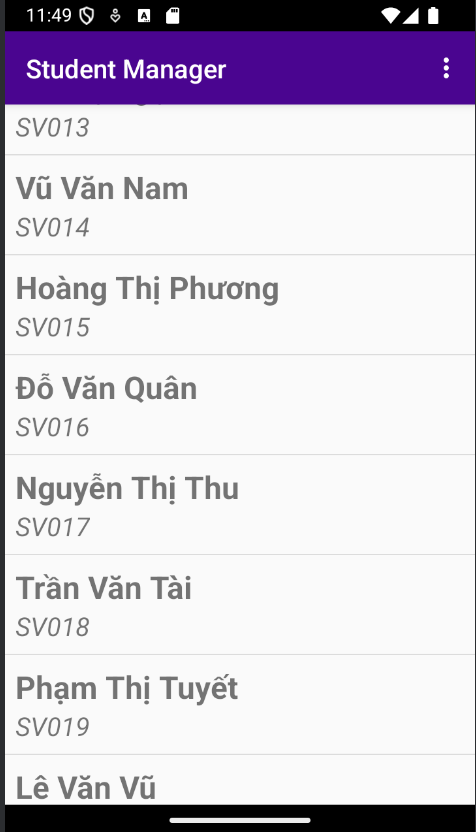 11:49
Student Manager
SV013
Vũ Văn Nam
SV014
Hoàng Thị Phương
SV015
Đỗ Văn Quân
SV016
Nguyễn Thị Thu
SV017
Trần Văn Tài
SV018
Phạm Thị Tuyết
SV019
Lê Văn Vũ